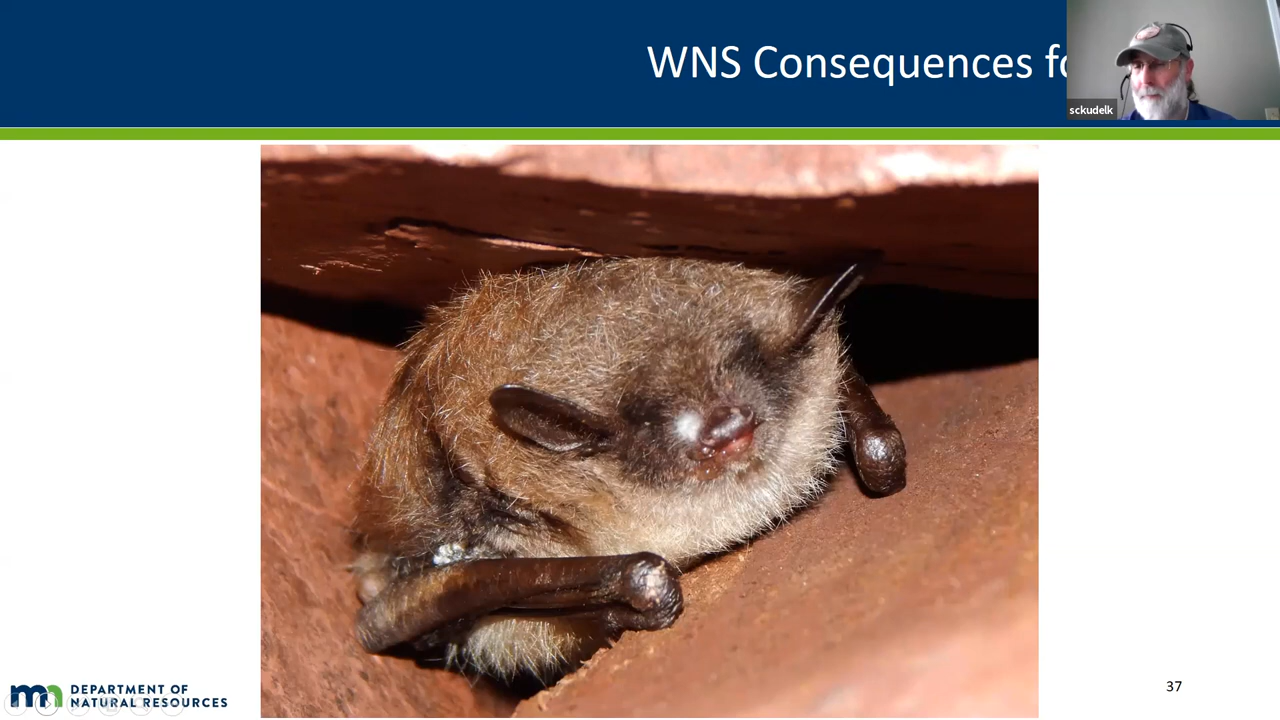 WNS Consequences
sckudelk
DEPARTMENT OF
NATURAL RESOURCES
37